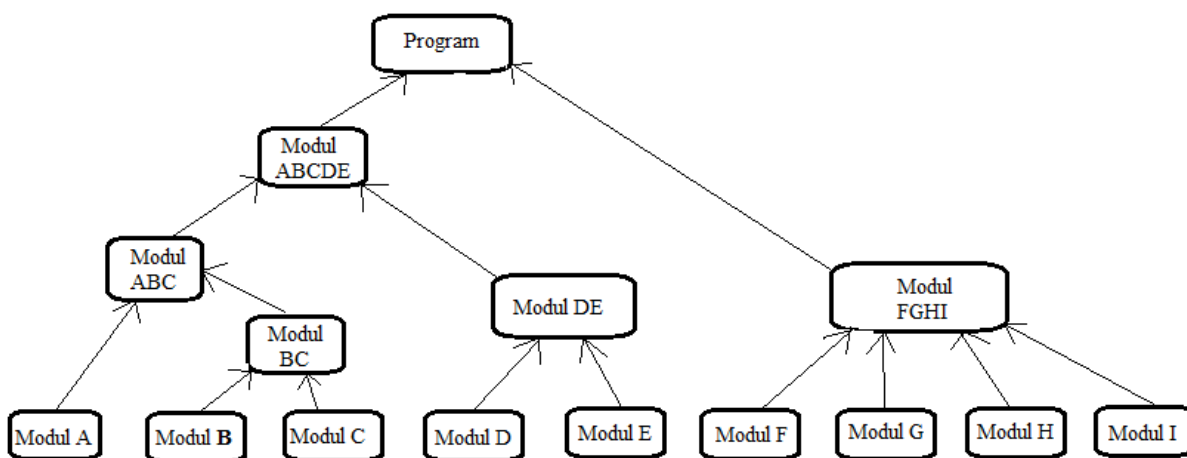 Program
Modul
ABCDE
Modul
ABC
Modul DE
Modul
FGHI
Modul
BC
Modul A
Modul B
Modul C
Modul D
Modul E
Modul F
Modul G
Modul H
Modul I